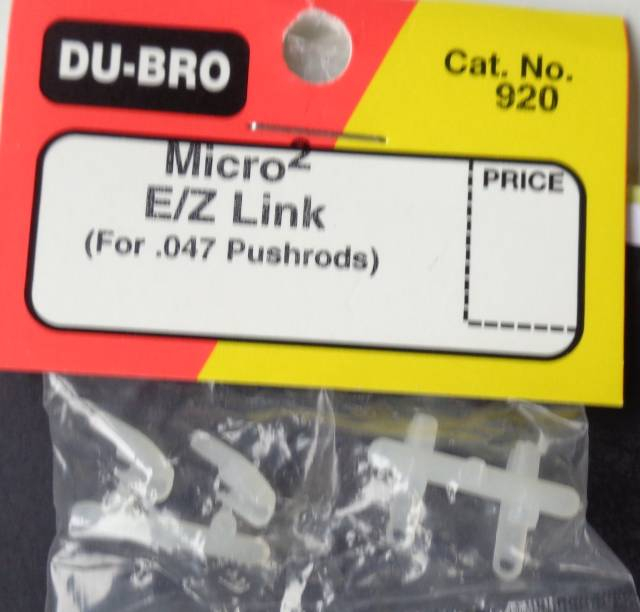 DU-BRO
Cat. No.
920
Micro2
E/Z Link
(For .047 Pushrods)
PRICE